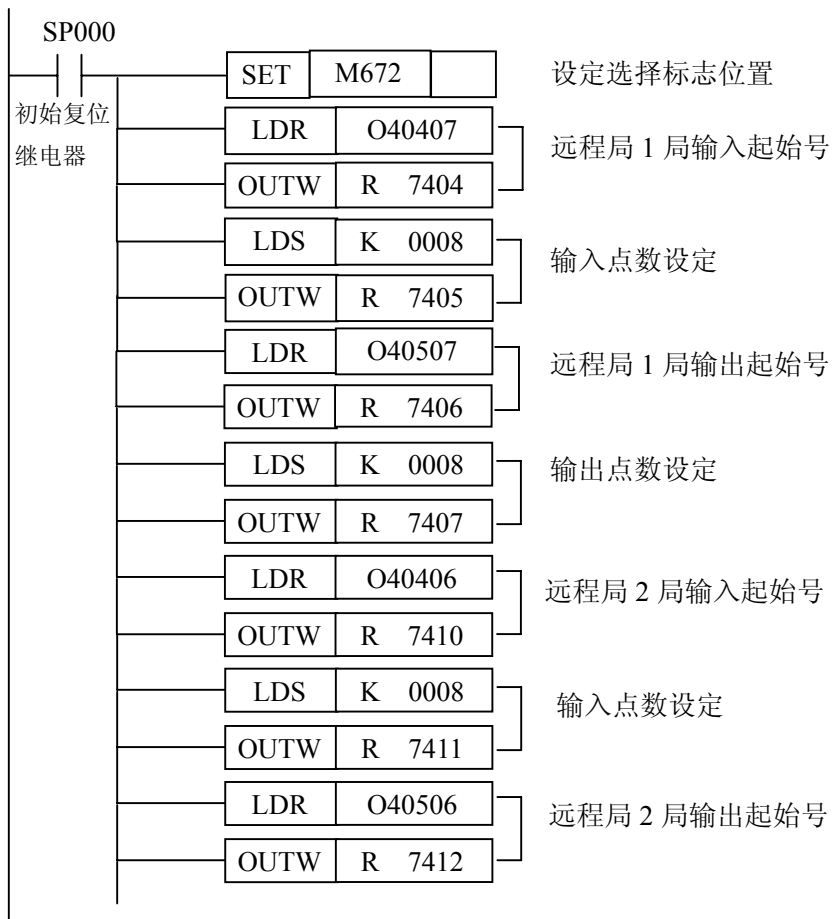 SP000
SET M672 设定选择标志位置
初始复位
继电器
LDR O40407
远程局 1 局输入起始号
OUTW R 7404
LDS K 0008
输入点数设定
OUTW R 7405
LDR O40507
远程局 1 局输出起始号
OUTW R 7406
LDS K 0008
输出点数设定
OUTW R 7407
LDR O40406
远程局 2 局输入起始号
OUTW R 7410
LDS K 0008
输入点数设定
OUTW R 7411
LDR O40506
远程局 2 局输出起始号
OUTW R 7412